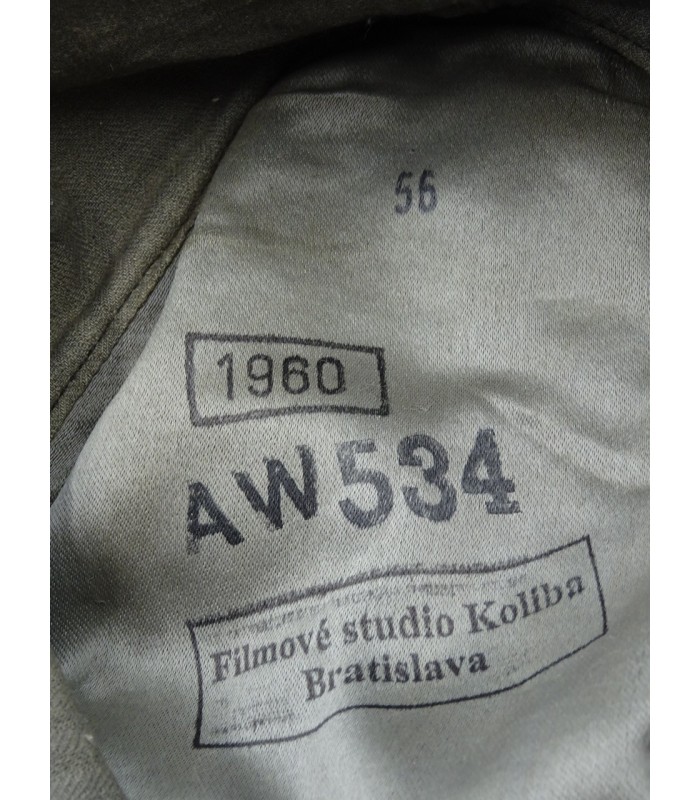 56
1960
AW534
Filmové studio Koliba
Bratislava